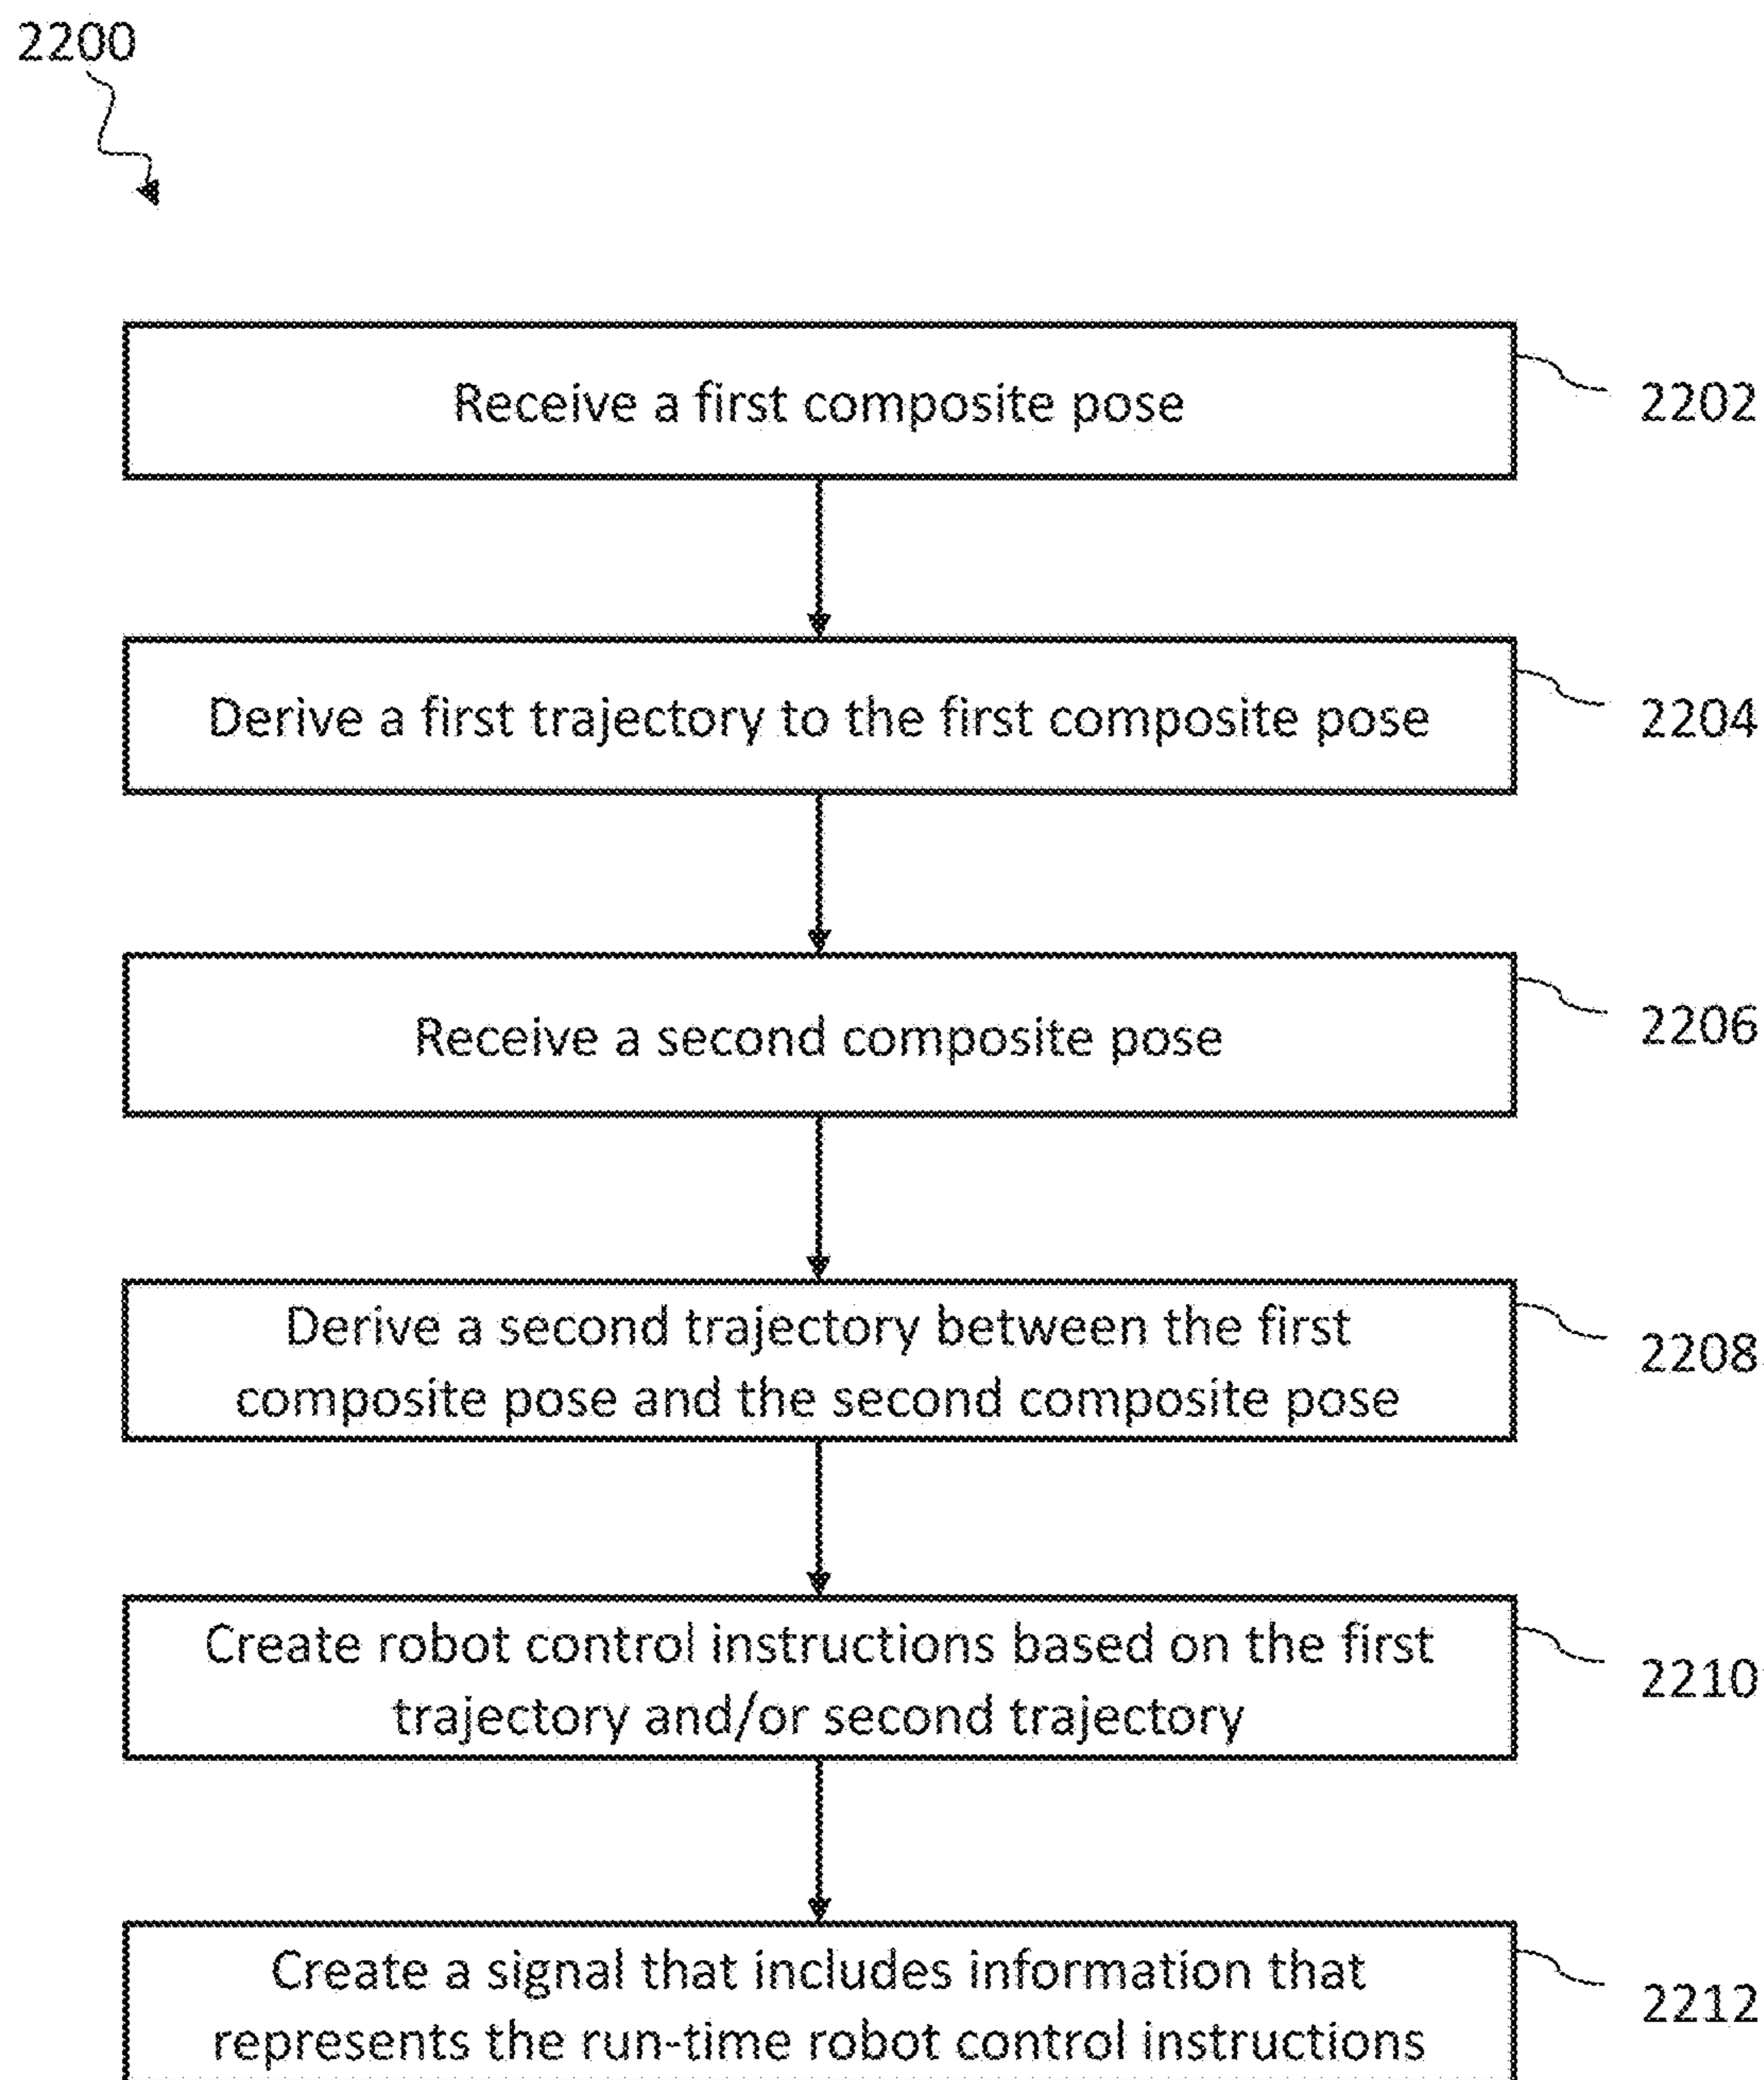 2200
Receive a first composite pose
2202
Derive a first trajectory to the first composite pose
2204
Receive a second composite pose
2206
Derive a second trajectory between the first
composite pose and the second composite pose
2208
Create robot control instructions based on the first
trajectory and/or second trajectory
2210
Create a signal that includes information that
represents the run-time robot control instructions
2212